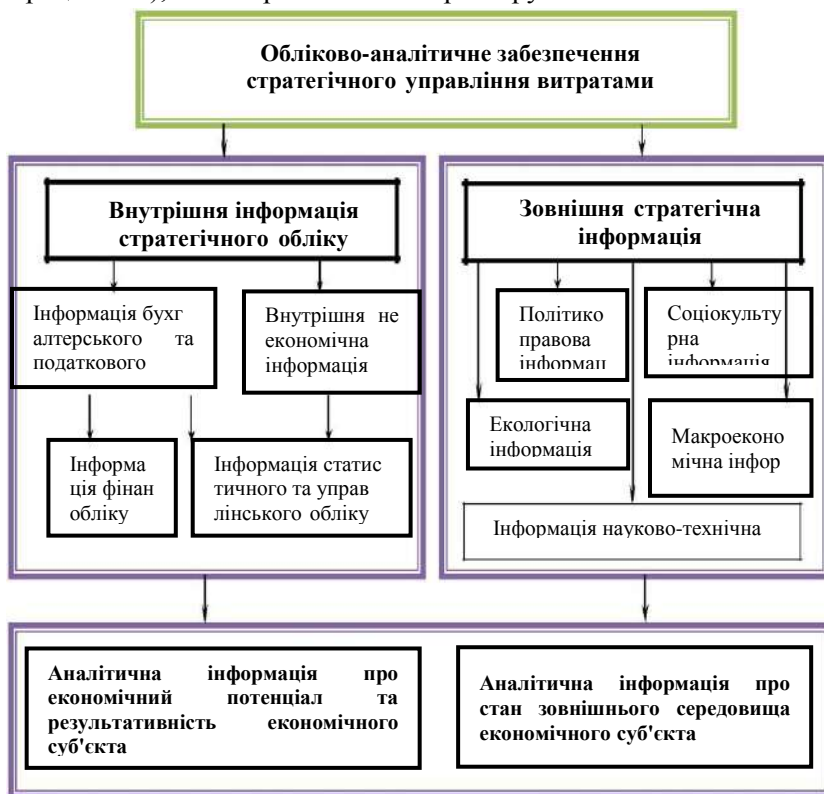 Обліково-аналітичне забезпечення
стратегічного управління витратами
Внутрішня інформація
стратегічного обліку
Зовнішня стратегічна
інформація
Інформація бухг
алтерського та
податкового
Внутрішня не
економічна
інформація
Політико
правова
інформац
Соціокульту
рна
інформація
Екологічна
інформація
Макроеконо
мічна інфор
Інформа
ція фінан
обліку
Інформація статис
тичного та управ
лінського обліку
Інформація науково-технічна
Аналітична інформація про
економічний потенціал та
результативність економічного
суб'єкта
Аналітична інформація про
стан зовнішнього середовища
економічного суб'єкта